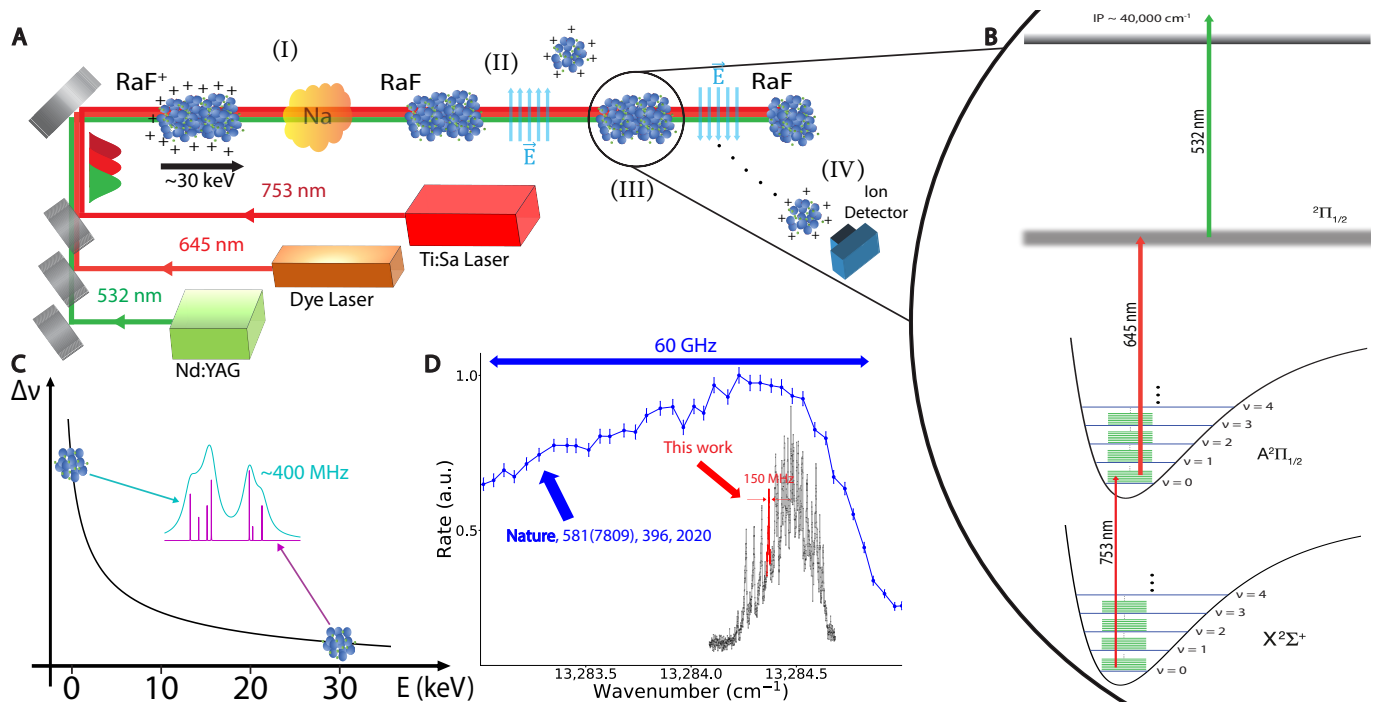 A
(I)
(II)
RaF⁺
RaF
RaF
Na
E⃗
E⃗
~30 keV
(III)
(IV)
Ion
Detector
753 nm
Ti:Sa Laser
645 nm
Dye Laser
532 nm
Nd:YAG
B
IP ~ 40,000 cm⁻¹
532 nm
²Π₁/₂
645 nm
ν = 4
ν = 3
ν = 2
ν = 1
ν = 0
A²Π₁/₂
753 nm
ν = 4
ν = 3
ν = 2
ν = 1
ν = 0
X²Σ⁺
C
Δν
~400 MHz
0
10
20
30
E (keV)
D
60 GHz
1.0
0.5
Rate (a.u.)
This work
150 MHz
Nature, 581(7809), 396, 2020
13,283.5
13,284.0
13,284.5
Wavenumber (cm⁻¹)